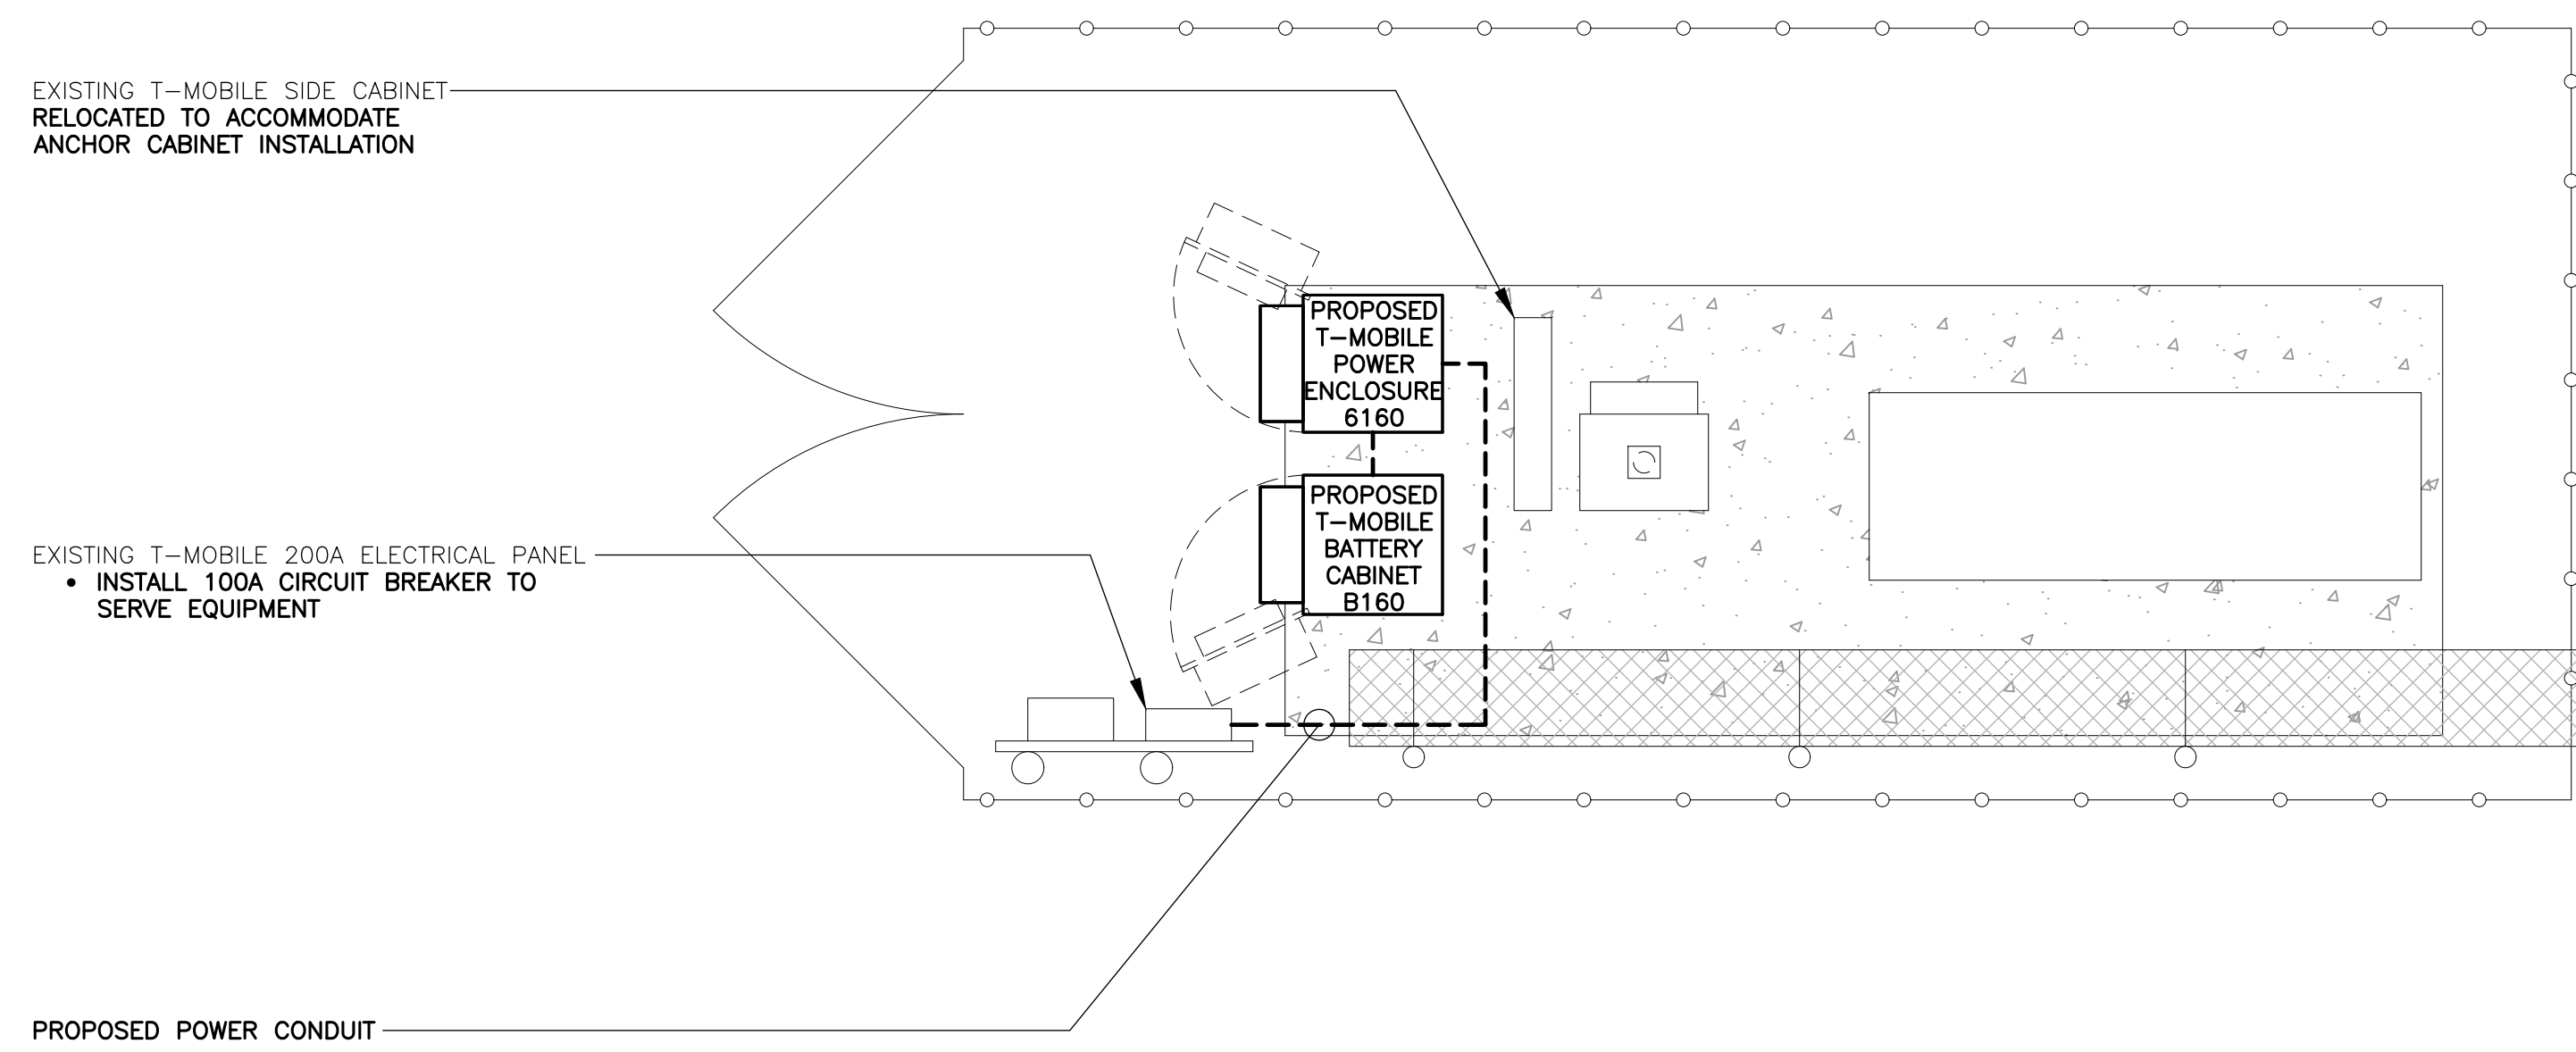 EXISTING T-MOBILE SIDE CABINET
RELOCATED TO ACCOMMODATE
ANCHOR CABINET INSTALLATION
PROPOSED
T-MOBILE
POWER
ENCLOSURE
6160
PROPOSED
T-MOBILE
BATTERY
CABINET
B160
EXISTING T-MOBILE 200A ELECTRICAL PANEL
• INSTALL 100A CIRCUIT BREAKER TO
SERVE EQUIPMENT
PROPOSED POWER CONDUIT